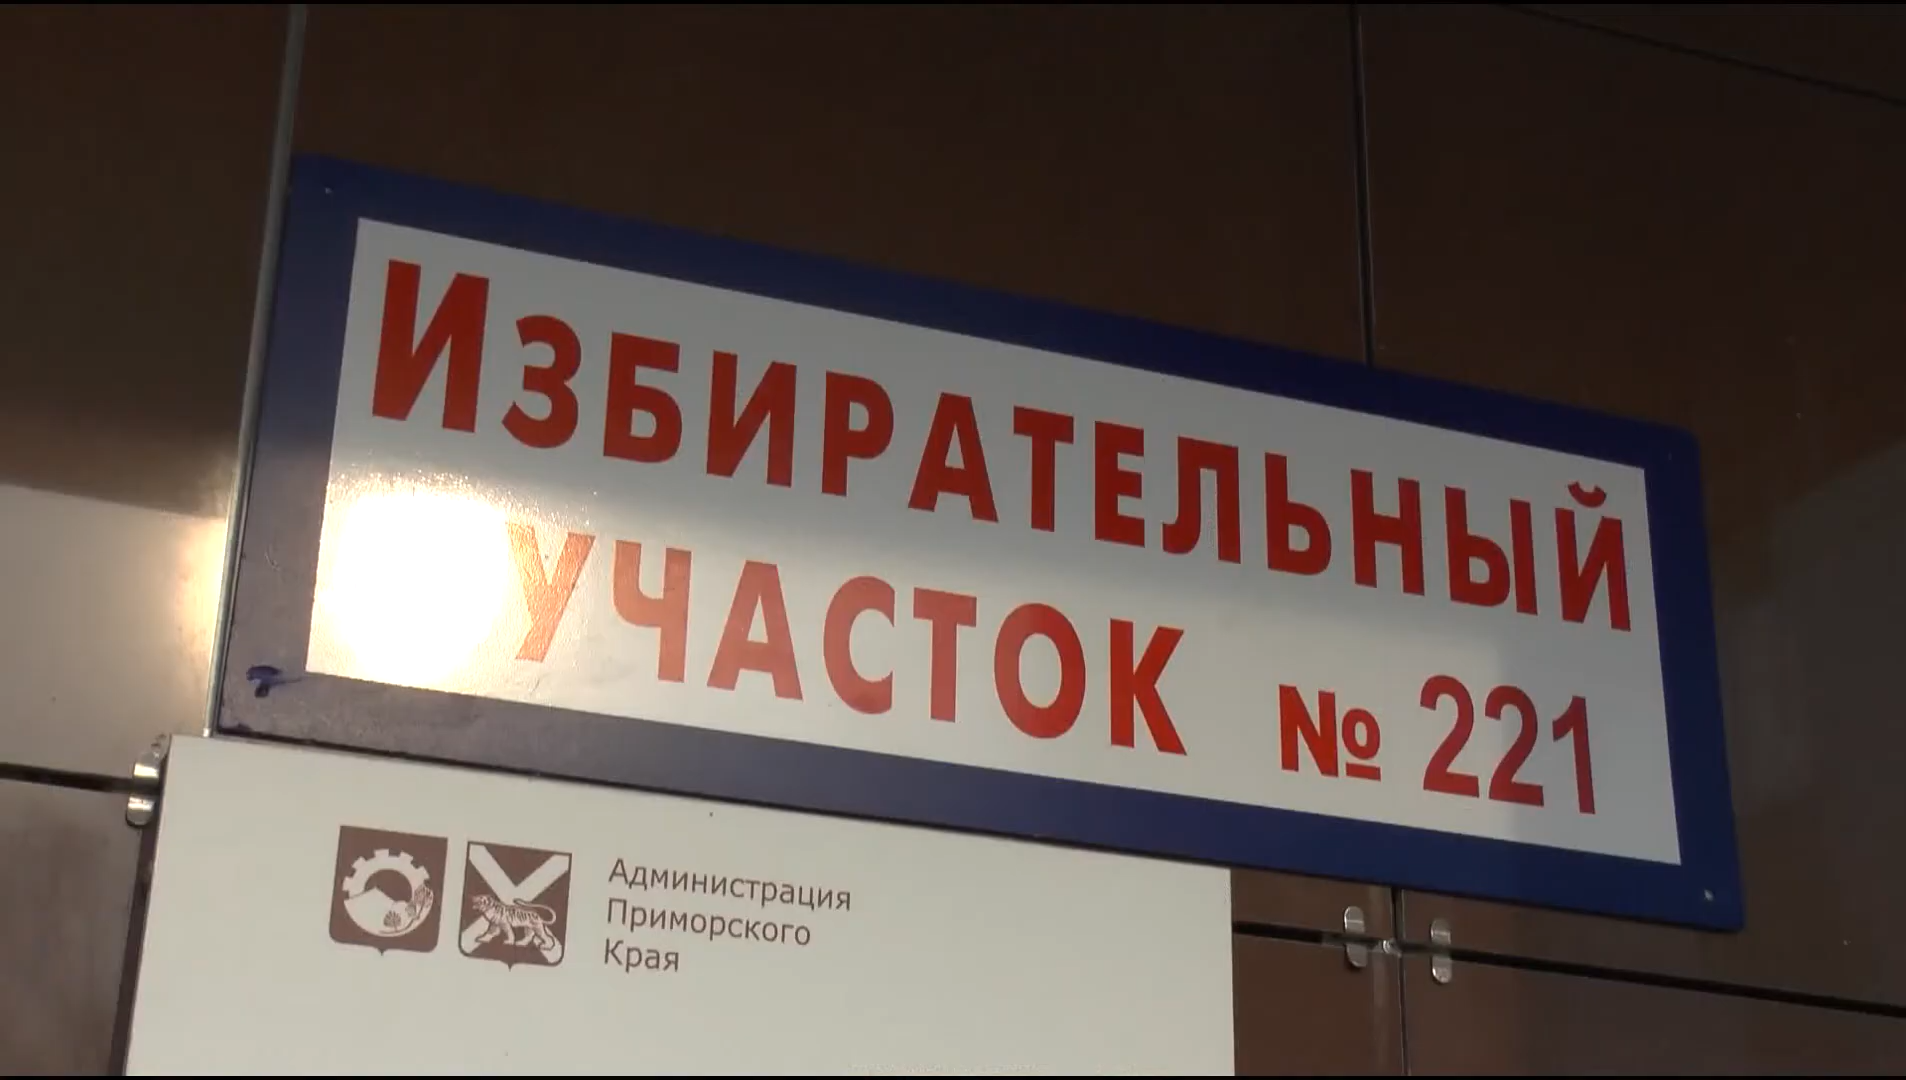 ИЗБИРАТЕЛЬНЫЙ
УЧАСТОК № 221
Администрация
Приморского
Края